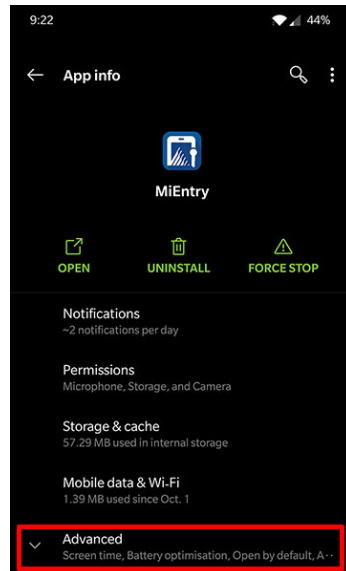 9:22 44%
App info
MiEntry
OPEN UNINSTALL FORCE STOP
Notifications
~2 notifications per day
Permissions
Microphone, Storage, and Camera
Storage & cache
57.29 MB used in internal storage
Mobile data & Wi-Fi
1.39 MB used since Oct. 1
Advanced
Screen time, Battery optimisation, Open by default, A··